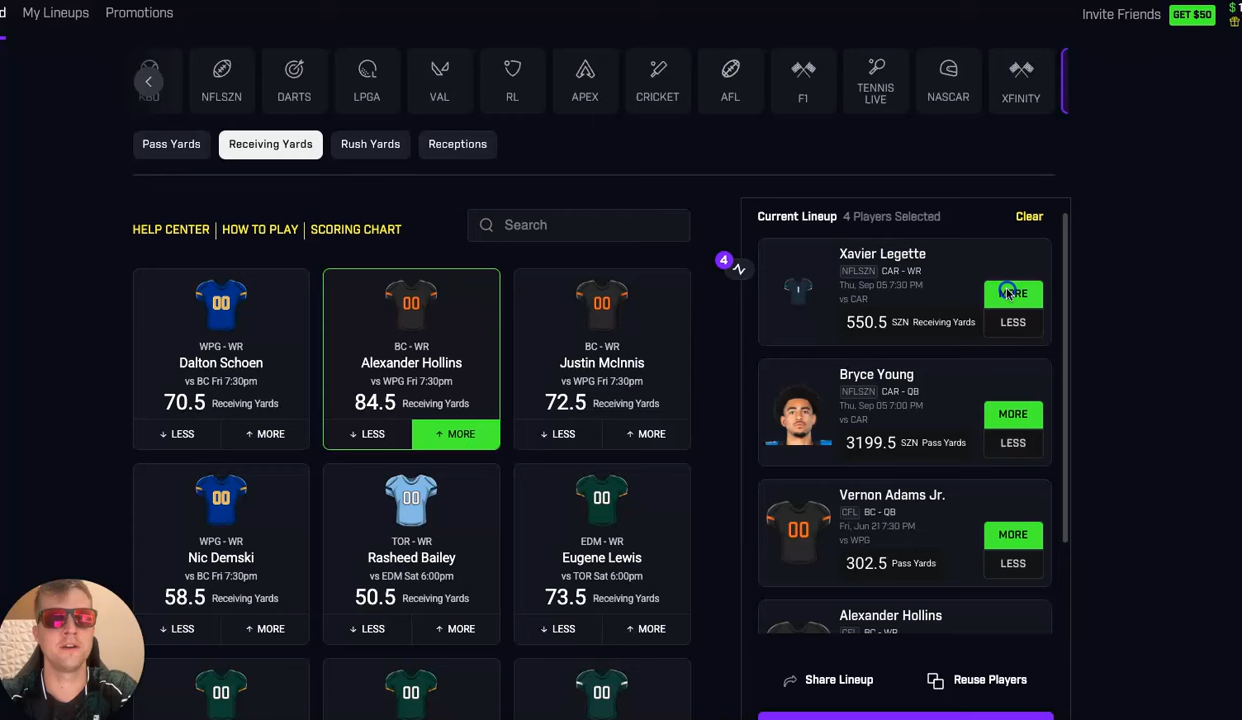 My Lineups Promotions
Invite Friends GET $50
NFLSZN DARTS LPGA VAL RL APEX CRICKET AFL F1 TENNIS LIVE NASCAR XFINITY
Pass Yards Receiving Yards Rush Yards Receptions
HELP CENTER | HOW TO PLAY | SCORING CHART
Search
WPG - WR
Dalton Schoen
vs BC Fri 7:30pm
70.5 Receiving Yards
↓ LESS ↑ MORE
BC - WR
Alexander Hollins
vs WPG Fri 7:30pm
84.5 Receiving Yards
↓ LESS ↑ MORE
BC - WR
Justin McInnis
vs WPG Fri 7:30pm
72.5 Receiving Yards
↓ LESS ↑ MORE
WPG - WR
Nic Demski
vs BC Fri 7:30pm
58.5 Receiving Yards
↓ LESS ↑ MORE
TOR - WR
Rasheed Bailey
vs EDM Sat 6:00pm
50.5 Receiving Yards
↓ LESS ↑ MORE
EDM - WR
Eugene Lewis
vs TOR Sat 6:00pm
73.5 Receiving Yards
↓ LESS ↑ MORE
Current Lineup 4 Players Selected Clear
4
Xavier Legette
NFLSZN CAR - WR
Thu, Sep 05 7:30 PM
vs CAR
550.5 SZN Receiving Yards
MORE
LESS
Bryce Young
NFLSZN CAR - QB
Thu, Sep 05 7:00 PM
vs CAR
3199.5 SZN Pass Yards
MORE
LESS
Vernon Adams Jr.
CFL BC - QB
Fri, Jun 21 7:30 PM
vs WPG
302.5 Pass Yards
MORE
LESS
Alexander Hollins
CFL BC - WR
Share Lineup Reuse Players